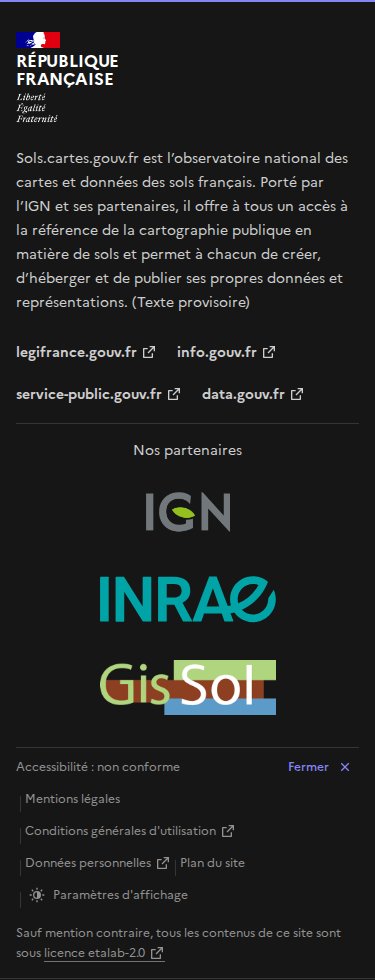 RÉPUBLIQUE
FRANÇAISE
Liberté
Égalité
Fraternité
Sols.cartes.gouv.fr est l’observatoire national des
cartes et données des sols français. Porté par
l’IGN et ses partenaires, il offre à tous un accès à
la référence de la cartographie publique en
matière de sols et permet à chacun de créer,
d’héberger et de publier ses propres données et
représentations. (Texte provisoire)
legifrance.gouv.fr info.gouv.fr
service-public.gouv.fr data.gouv.fr
Nos partenaires
IGN
INRAE
GisSol
Accessibilité : non conforme Fermer
Mentions légales
Conditions générales d’utilisation
Données personnelles Plan du site
Paramètres d’affichage
Sauf mention contraire, tous les contenus de ce site sont
sous licence etalab-2.0